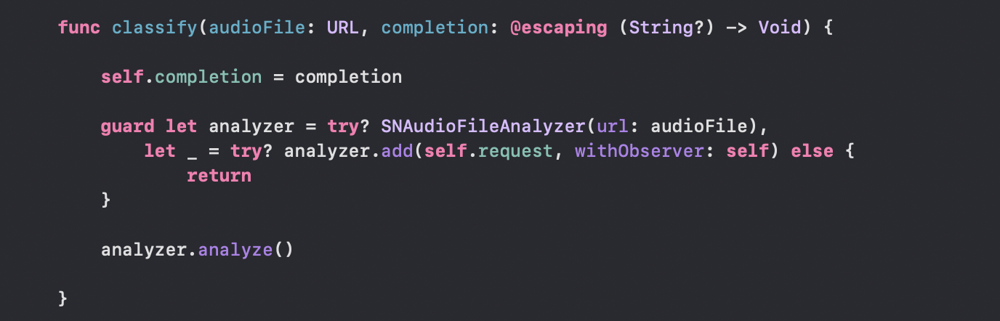 func classify(audioFile: URL, completion: @escaping (String?) -> Void) {
self.completion = completion
guard let analyzer = try? SNAudioFileAnalyzer(url: audioFile),
let _ = try? analyzer.add(self.request, withObserver: self) else {
return
}
analyzer.analyze()
}